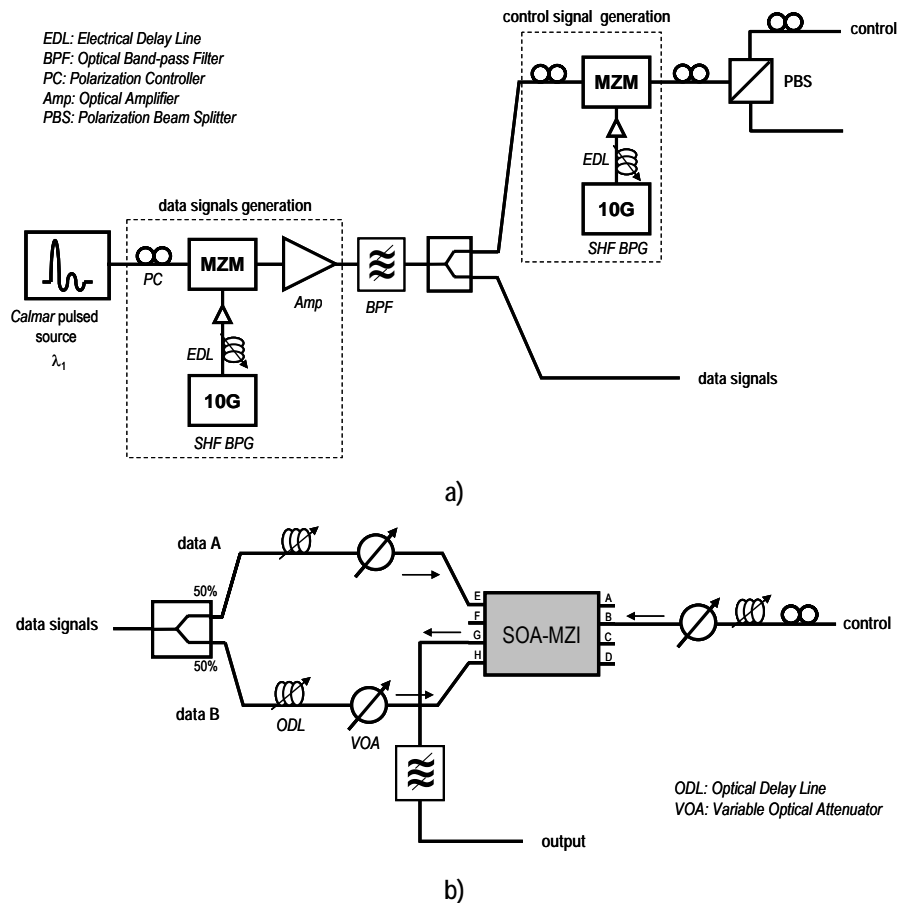 EDL: Electrical Delay Line
BPF: Optical Band-pass Filter
PC: Polarization Controller
Amp: Optical Amplifier
PBS: Polarization Beam Splitter
control signal generation
control
MZM
PBS
EDL
10G
SHF BPG
data signals generation
MZM
PC
Amp
BPF
Calmar pulsed
source
λ1
EDL
10G
SHF BPG
data signals
a)
data A
50%
data signals
50%
data B
ODL
VOA
E
F
G
H
SOA-MZI
A
B
C
D
control
ODL: Optical Delay Line
VOA: Variable Optical Attenuator
output
b)